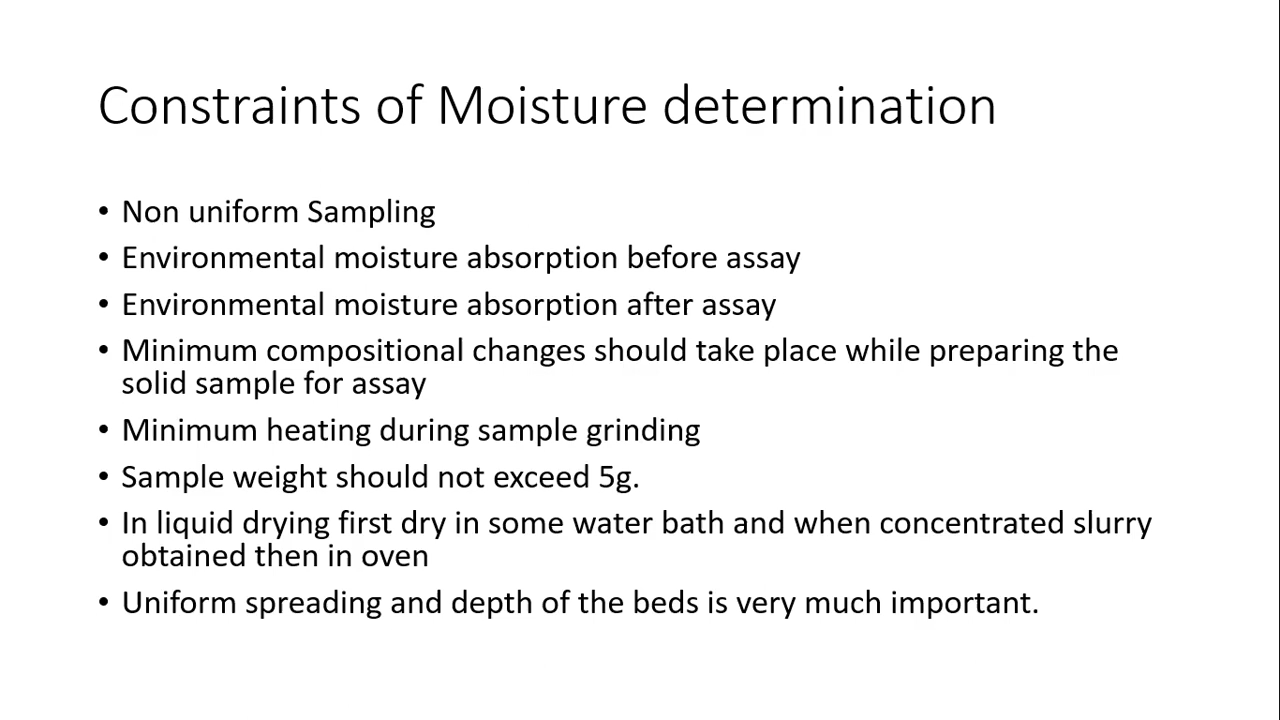 Constraints of Moisture determination
• Non uniform Sampling
• Environmental moisture absorption before assay
• Environmental moisture absorption after assay
• Minimum compositional changes should take place while preparing the
solid sample for assay
• Minimum heating during sample grinding
• Sample weight should not exceed 5g.
• In liquid drying first dry in some water bath and when concentrated slurry
obtained then in oven
• Uniform spreading and depth of the beds is very much important.